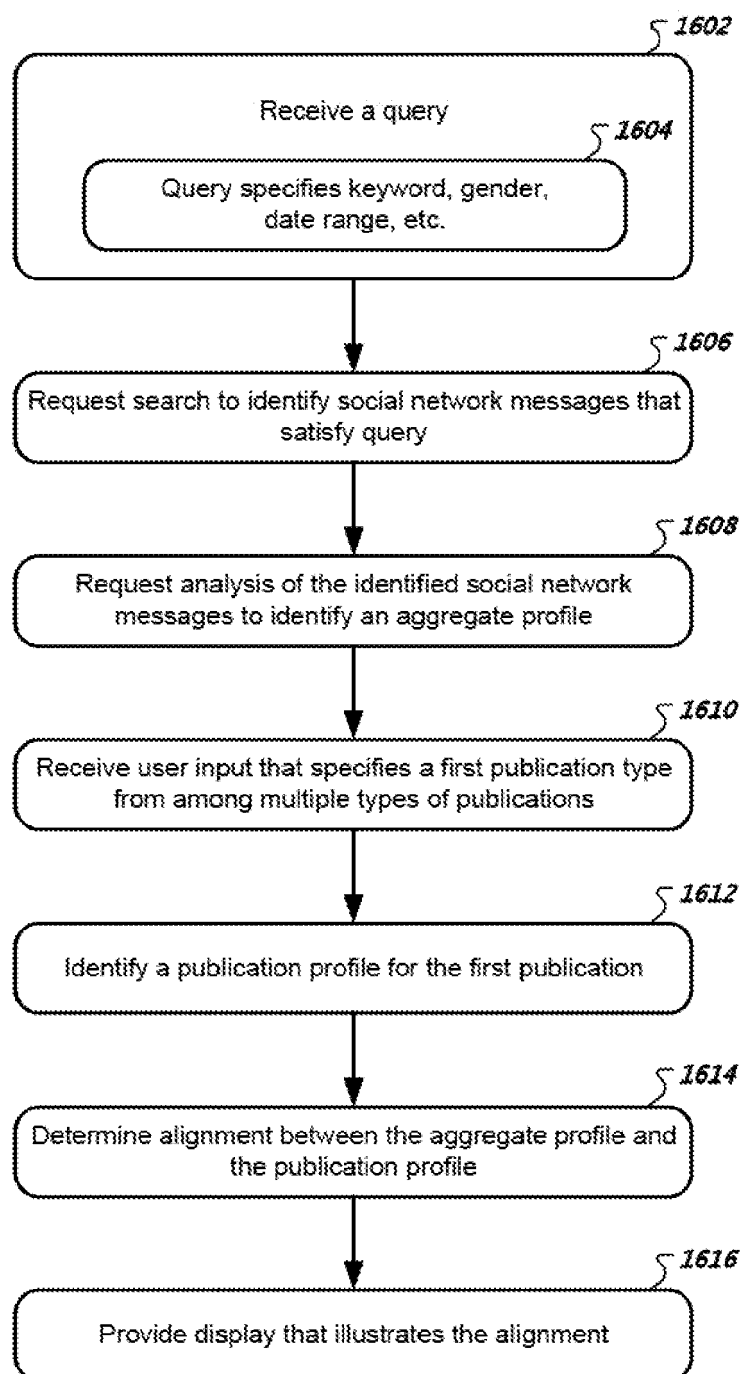 1602
Receive a query
1604
Query specifies keyword, gender,
date range, etc.
1606
Request search to identify social network messages that
satisfy query
1608
Request analysis of the identified social network
messages to identify an aggregate profile
1610
Receive user input that specifies a first publication type
from among multiple types of publications
1612
Identify a publication profile for the first publication
1614
Determine alignment between the aggregate profile and
the publication profile
1616
Provide display that illustrates the alignment